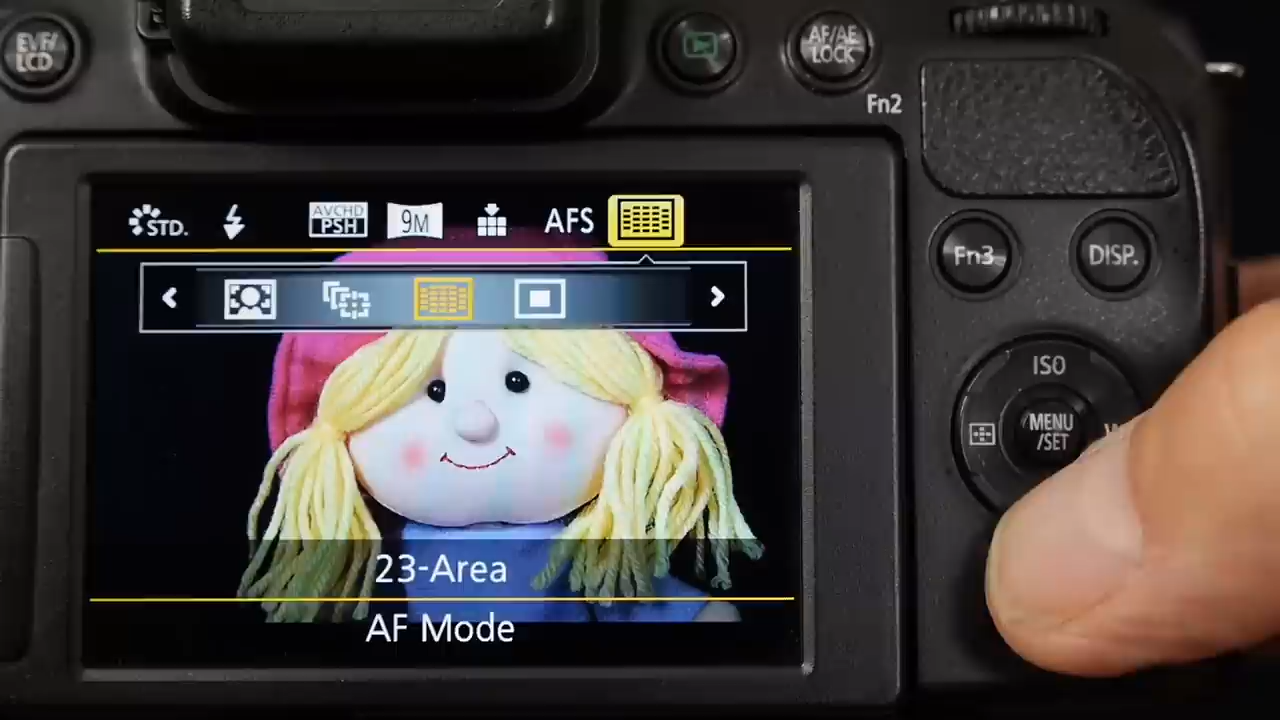 EVF/
LCD
AF/AE
LOCK
Fn2
STD.
AVCHD
PSH
9M
AFS
Fn3
DISP.
ISO
MENU
/SET
23-Area
AF Mode